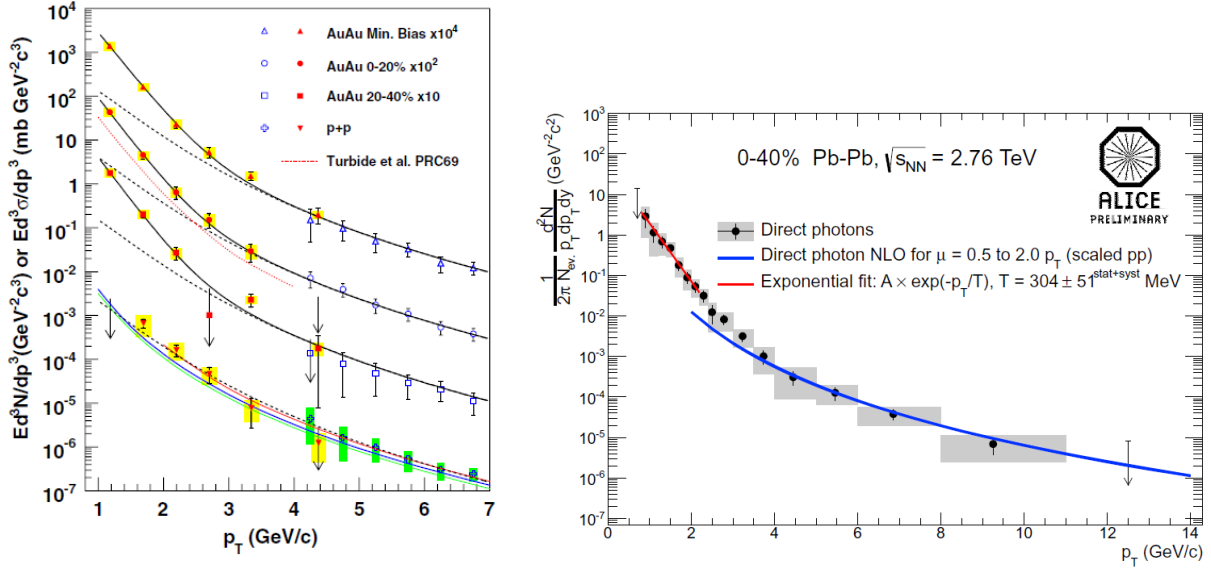 Ed³N/dp³(GeV⁻²c³) or Ed³σ/dp³ (mb GeV⁻²c³)
10⁴
10³
10²
10
1
10⁻¹
10⁻²
10⁻³
10⁻⁴
10⁻⁵
10⁻⁶
10⁻⁷
AuAu Min. Bias x10⁴
AuAu 0-20% x10²
AuAu 20-40% x10
p+p
Turbide et al. PRC69
1 2 3 4 5 6 7
p_T (GeV/c)
1/(2π N_ev.) d²N/(p_T dp_T dy) (GeV⁻²c²)
10³
10²
10
1
10⁻¹
10⁻²
10⁻³
10⁻⁴
10⁻⁵
10⁻⁶
10⁻⁷
0-40% Pb-Pb, √s_NN = 2.76 TeV
ALICE
PRELIMINARY
Direct photons
Direct photon NLO for μ = 0.5 to 2.0 p_T (scaled pp)
Exponential fit: A × exp(-p_T/T), T = 304 ± 51^stat+syst MeV
0 2 4 6 8 10 12 14
p_T (GeV/c)